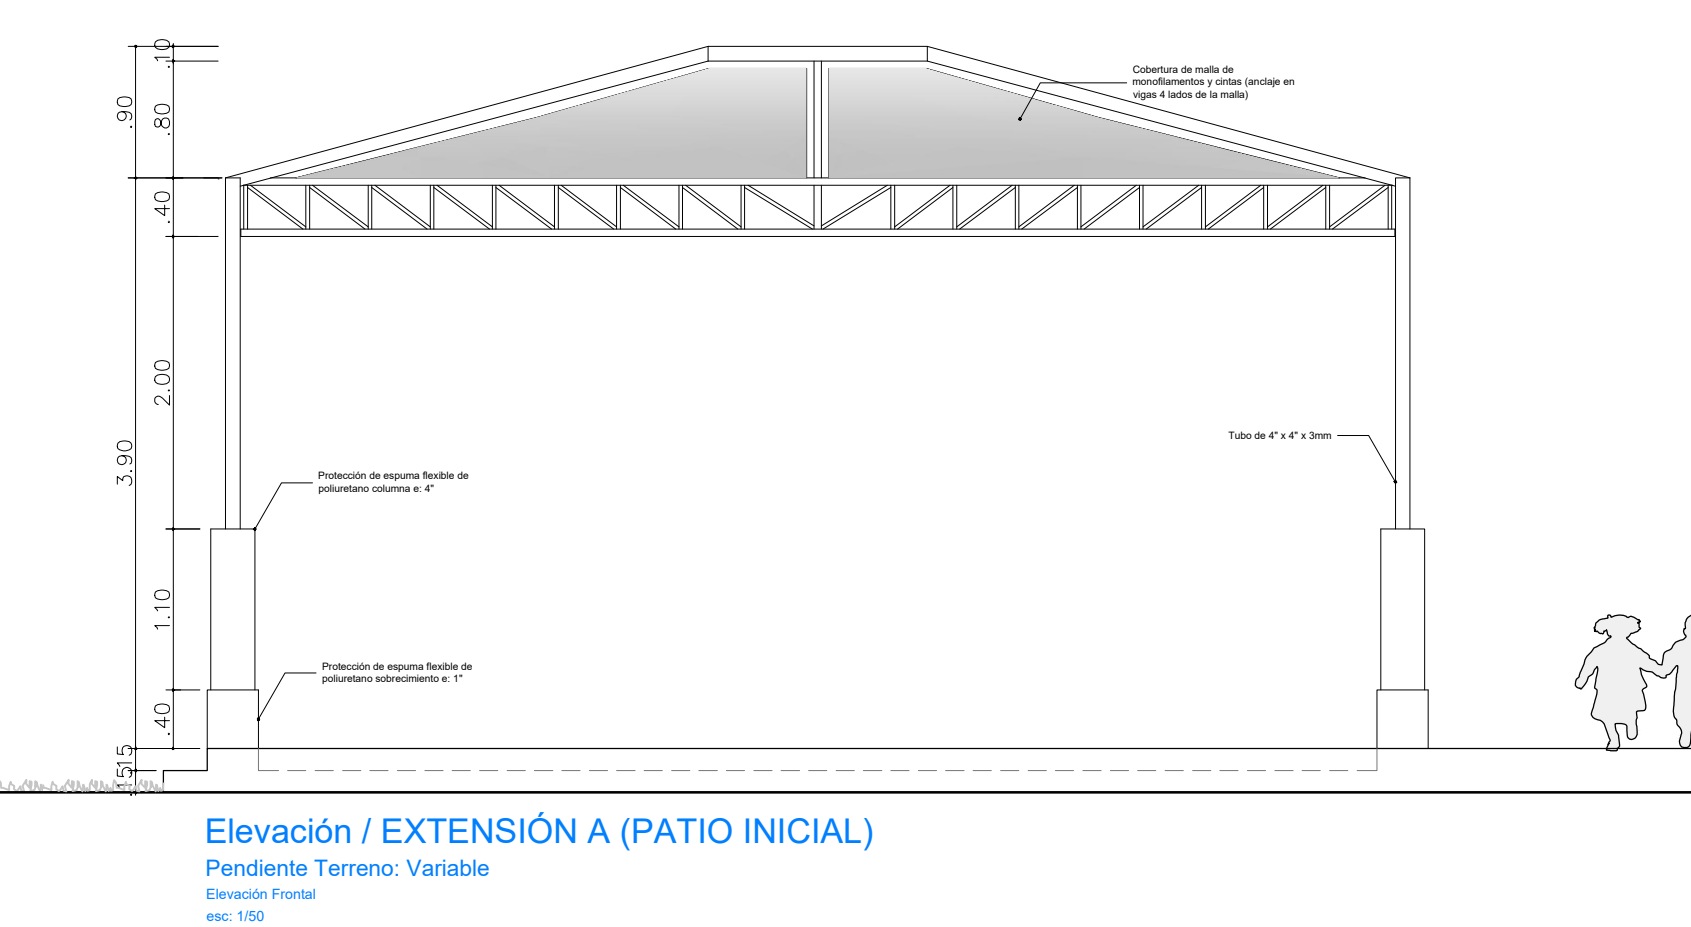 .10
.90
.80
Cobertura de malla de
monofilamentos y cintas (anclaje en
vigas 4 lados de la malla)
.40
2.00
3.90
Tubo de 4" x 4" x 3mm
Protección de espuma flexible de
poliuretano columna e: 4"
1.10
Protección de espuma flexible de
poliuretano sobrecimiento e: 1"
.40
.15
.15
Elevación / EXTENSIÓN A (PATIO INICIAL)
Pendiente Terreno: Variable
Elevación Frontal
esc: 1/50